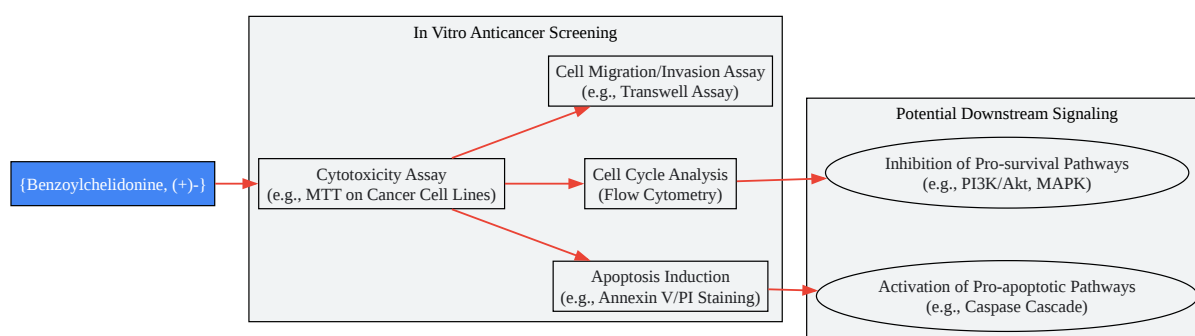 In Vitro Anticancer Screening
Cell Migration/Invasion Assay
(e.g., Transwell Assay)
Potential Downstream Signaling
{Benzoylchelidonine, (+)-}
Cytotoxicity Assay
(e.g., MTT on Cancer Cell Lines)
Cell Cycle Analysis
(Flow Cytometry)
Inhibition of Pro-survival Pathways
(e.g., PI3K/Akt, MAPK)
Apoptosis Induction
(e.g., Annexin V/PI Staining)
Activation of Pro-apoptotic Pathways
(e.g., Caspase Cascade)